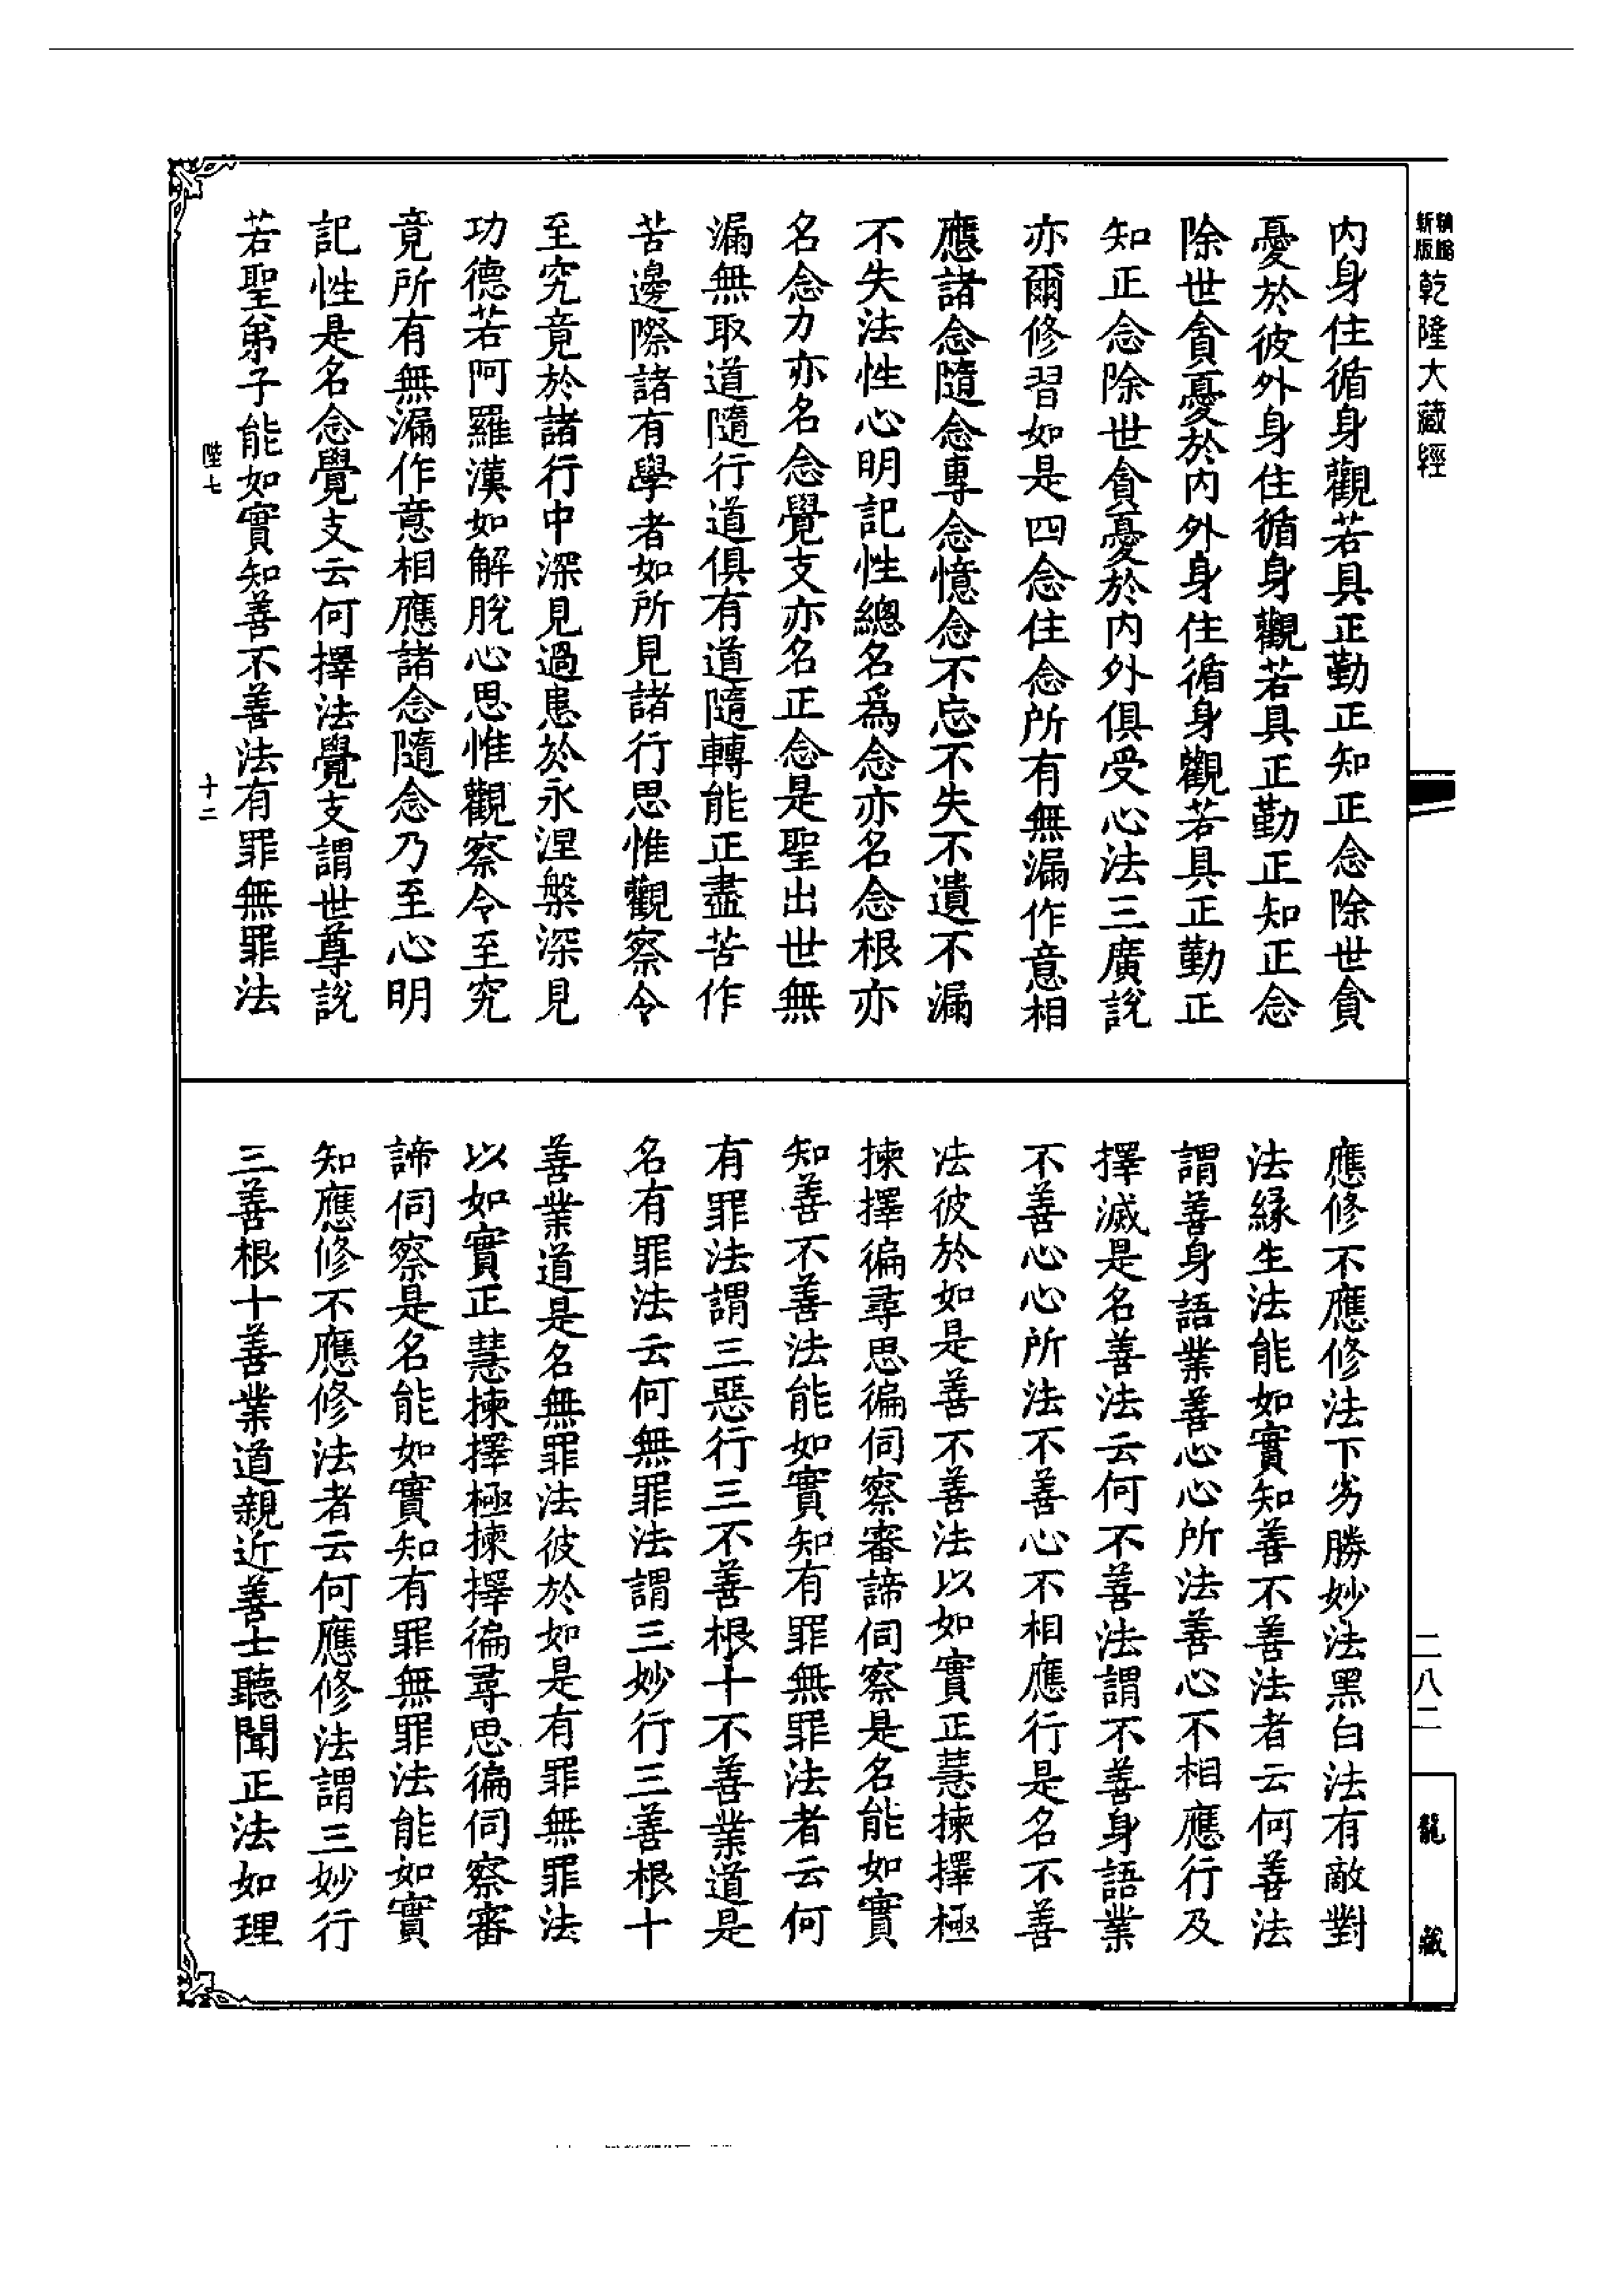 新版
乾隆大藏經
內身住循身觀若具正勤正知正念除世貪
憂於彼外身住循身觀若具正勤正知正念
除世貪憂於內外身住循身觀若具正勤正
知正念除世貪憂於內外俱受心法三廣說
亦爾修習如是四念住念所有無漏作意相
應諸念隨念專念憶念不忘不失不遺不漏
不失法性心明記性總名為念亦名念根亦
名念力亦名念覺支亦名正念是聖出世無
漏無取道隨行道俱有道隨轉能正盡苦作
苦邊際諸有學者如所見諸行思惟觀察令
至究竟於諸行中深見過患於永涅槃深見
功德若阿羅漢如解脫心思惟觀察令至究
竟所有無漏作意相應諸念隨念乃至心明
記性是名念覺支云何擇法覺支謂世尊說
若聖弟子能如實知善不善法有罪無罪法
陛七
十二
應修不應修法下劣勝妙法黑白法有敵對
法緣生法能如實知善不善法者云何善法
謂善身語業善心心所法善心不相應行及
擇滅是名善法云何不善法謂不善身語業
不善心心所法不善心不相應行是名不善
法彼於如是善不善法以如實正慧揀擇極
揀擇徧尋思徧伺察審諦伺察是名能如實
知善不善法能如實知有罪無罪法者云何
有罪法謂三惡行三不善根十不善業道是
名有罪法云何無罪法謂三妙行三善根十
善業道是名無罪法彼於如是有罪無罪法
以如實正慧揀擇極揀擇徧尋思徧伺察審
諦伺察是名能如實知有罪無罪法能如實
知應修不應修法者云何應修法謂三妙行
三善根十善業道親近善士聽聞正法如理
二八二
龍藏